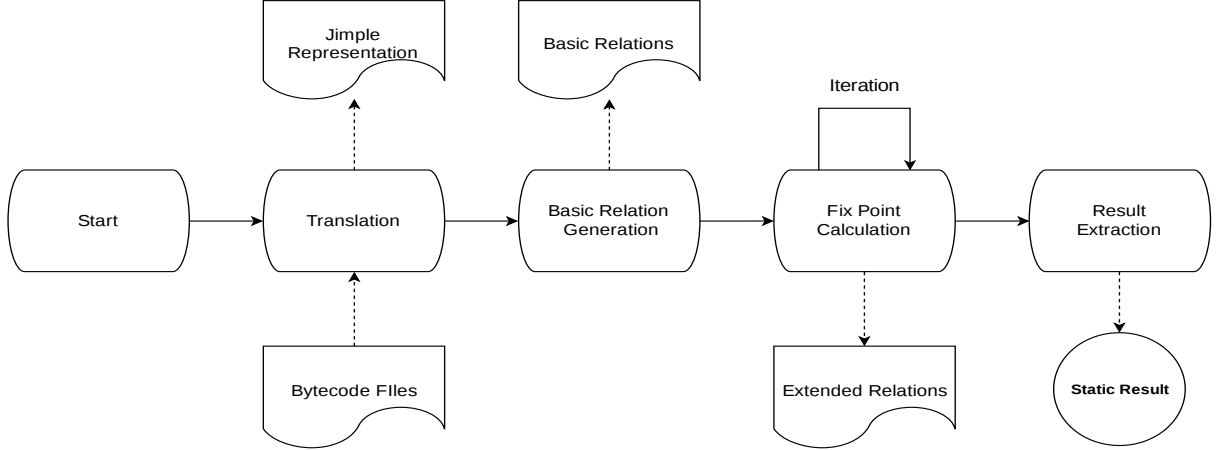 Jimple
Representation
Basic Relations
Iteration
Start
Translation
Basic Relation
Generation
Fix Point
Calculation
Result
Extraction
Bytecode FIles
Extended Relations
Static Result